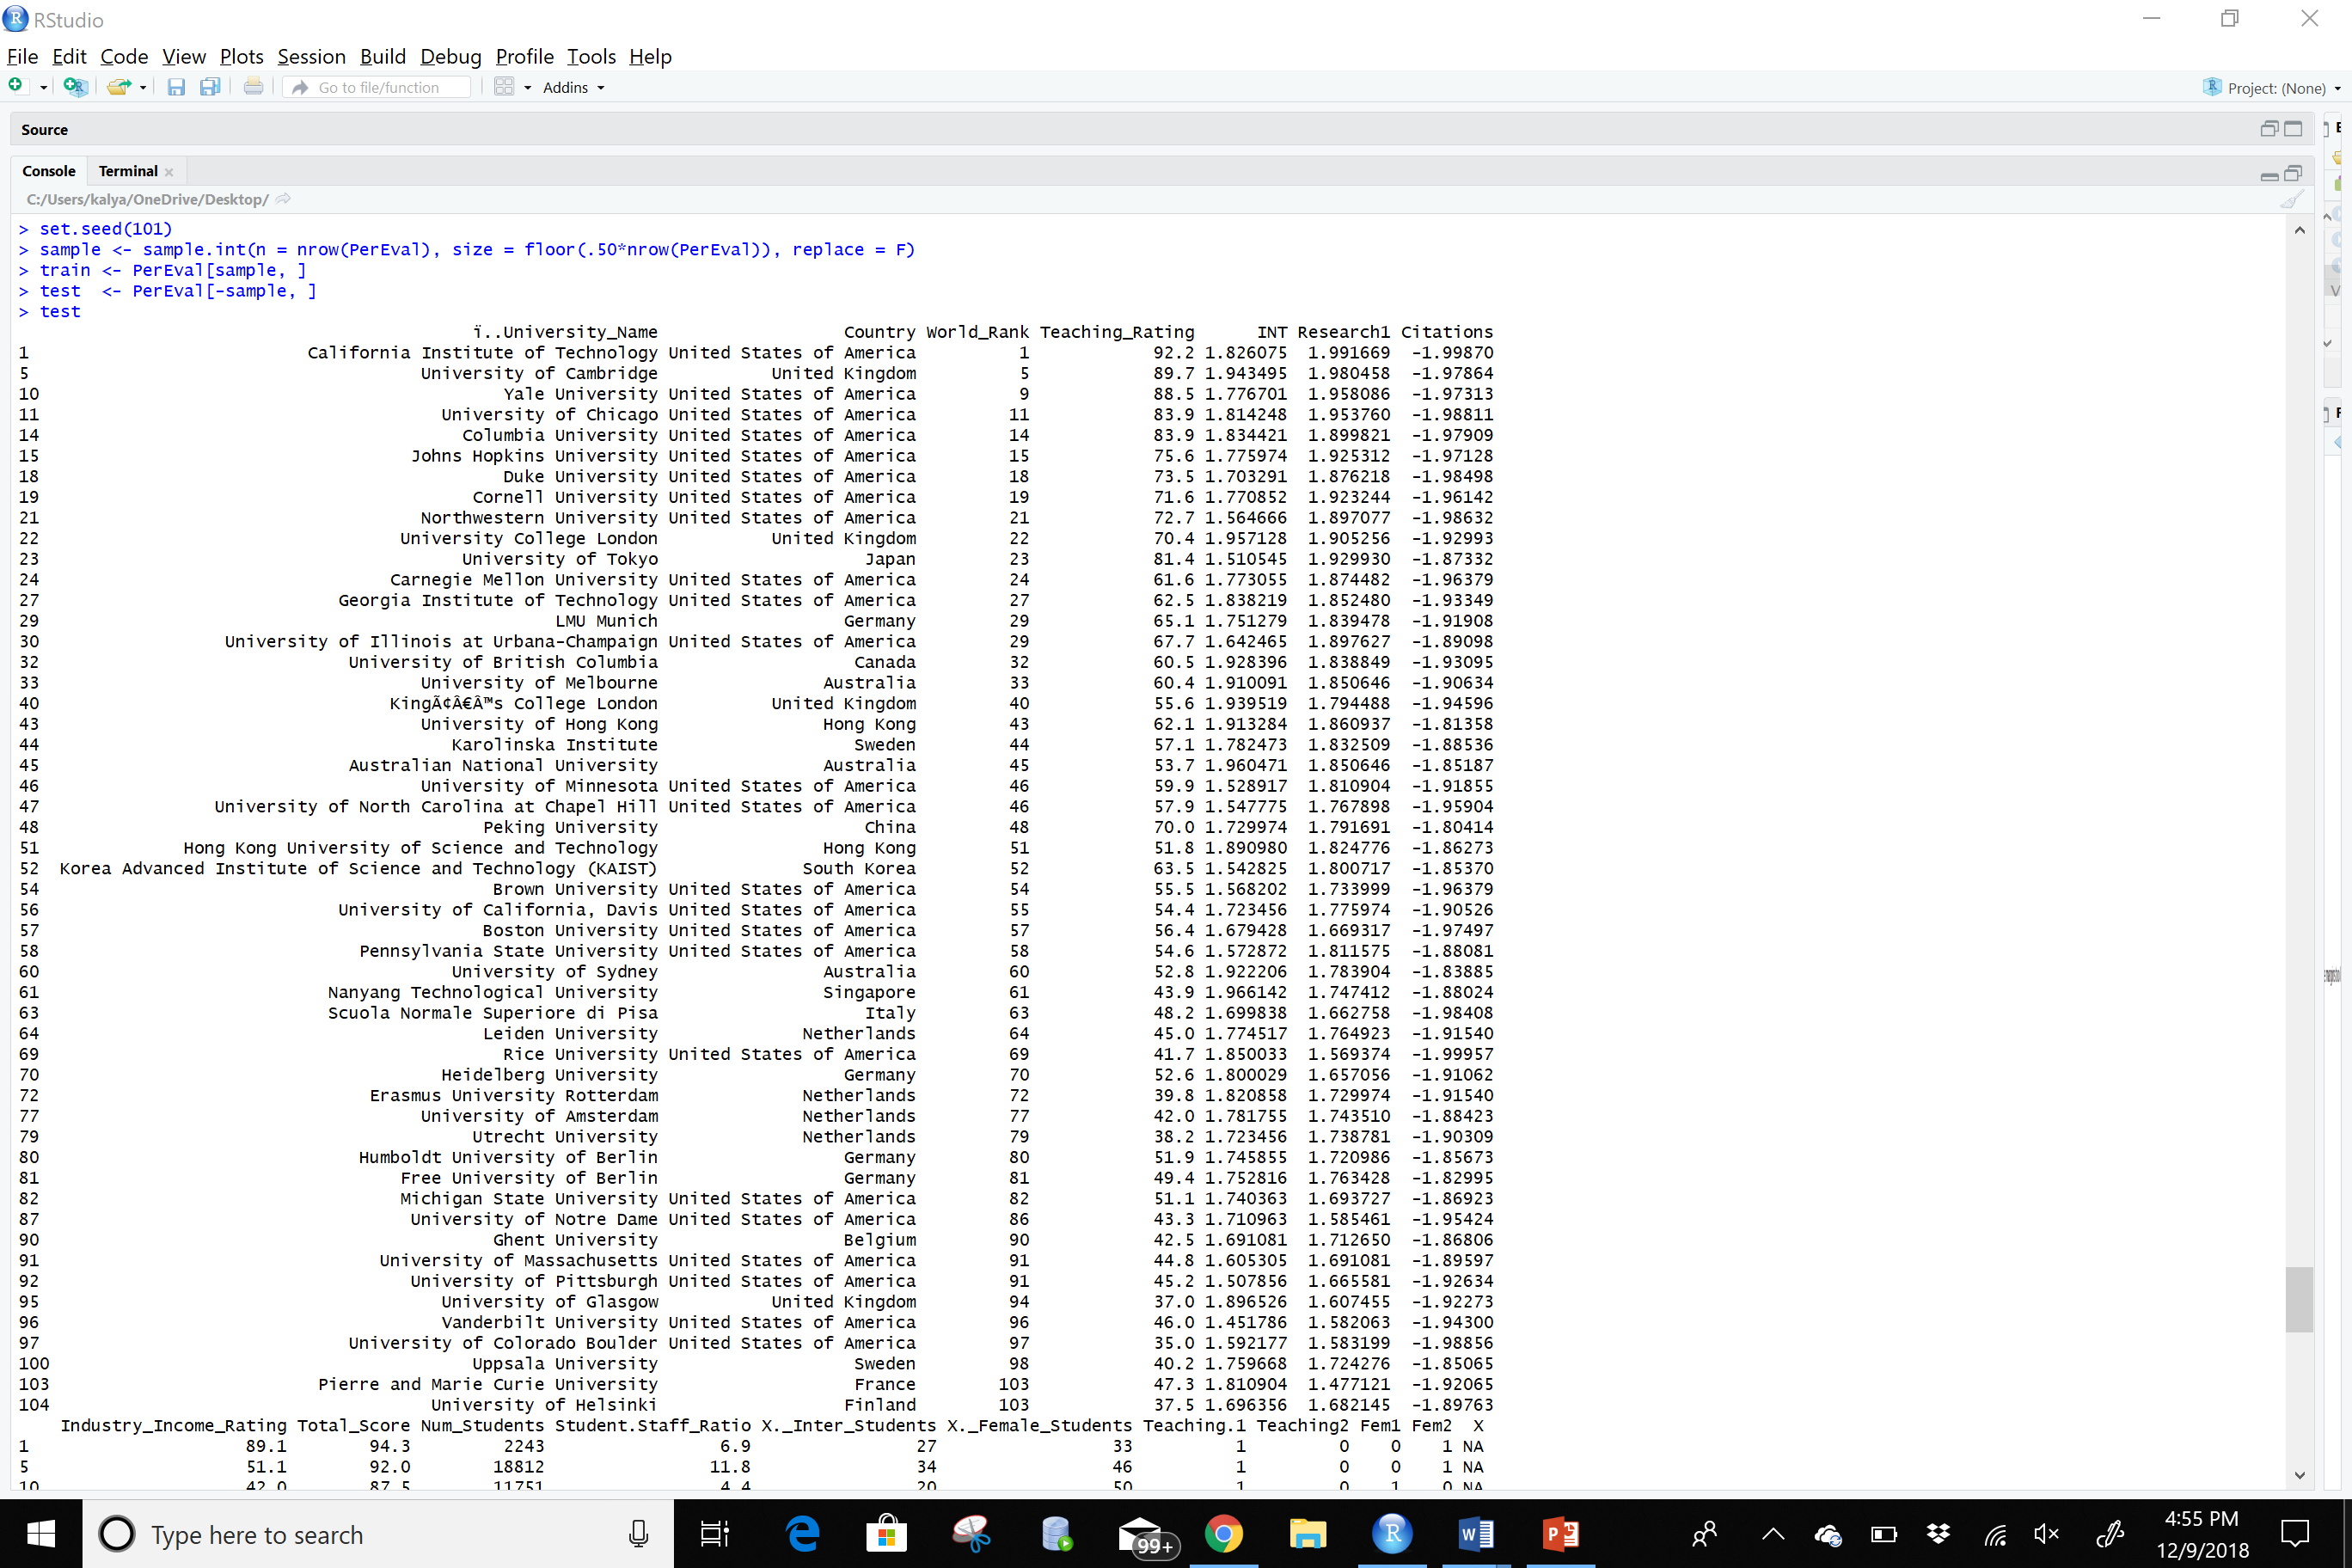 RStudio
File Edit Code View Plots Session Build Debug Profile Tools Help
Go to file/function Addins Project: (None)
Source
Console Terminal
C:/Users/kalya/OneDrive/Desktop/
> set.seed(101)
> sample <- sample.int(n = nrow(PerEval), size = floor(.50*nrow(PerEval)), replace = F)
> train <- PerEval[sample, ]
> test  <- PerEval[-sample, ]
> test
ï..University_Name Country World_Rank Teaching_Rating INT Research1 Citations
1 California Institute of Technology United States of America 1 92.2 1.826075 1.991669 -1.99870
5 University of Cambridge United Kingdom 5 89.7 1.943495 1.980458 -1.97864
10 Yale University United States of America 9 88.5 1.776701 1.958086 -1.97313
11 University of Chicago United States of America 11 83.9 1.814248 1.953760 -1.98811
14 Columbia University United States of America 14 83.9 1.834421 1.899821 -1.97909
15 Johns Hopkins University United States of America 15 75.6 1.775974 1.925312 -1.97128
18 Duke University United States of America 18 73.5 1.703291 1.876218 -1.98498
19 Cornell University United States of America 19 71.6 1.770852 1.923244 -1.96142
21 Northwestern University United States of America 21 72.7 1.564666 1.897077 -1.98632
22 University College London United Kingdom 22 70.4 1.957128 1.905256 -1.92993
23 University of Tokyo Japan 23 81.4 1.510545 1.929930 -1.87332
24 Carnegie Mellon University United States of America 24 61.6 1.773055 1.874482 -1.96379
27 Georgia Institute of Technology United States of America 27 62.5 1.838219 1.852480 -1.93349
29 LMU Munich Germany 29 65.1 1.751279 1.839478 -1.91908
30 University of Illinois at Urbana-Champaign United States of America 29 67.7 1.642465 1.897627 -1.89098
32 University of British Columbia Canada 32 60.5 1.928396 1.838849 -1.93095
33 University of Melbourne Australia 33 60.4 1.910091 1.850646 -1.90634
40 KingÃ¢Â€Â™s College London United Kingdom 40 55.6 1.939519 1.794488 -1.94596
43 University of Hong Kong Hong Kong 43 62.1 1.913284 1.860937 -1.81358
44 Karolinska Institute Sweden 44 57.1 1.782473 1.832509 -1.88536
45 Australian National University Australia 45 53.7 1.960471 1.850646 -1.85187
46 University of Minnesota United States of America 46 59.9 1.528917 1.810904 -1.91855
47 University of North Carolina at Chapel Hill United States of America 46 57.9 1.547775 1.767898 -1.95904
48 Peking University China 48 70.0 1.729974 1.791691 -1.80414
51 Hong Kong University of Science and Technology Hong Kong 51 51.8 1.890980 1.824776 -1.86273
52 Korea Advanced Institute of Science and Technology (KAIST) South Korea 52 63.5 1.542825 1.800717 -1.85370
54 Brown University United States of America 54 55.5 1.568202 1.733999 -1.96379
56 University of California, Davis United States of America 55 54.4 1.723456 1.775974 -1.90526
57 Boston University United States of America 57 56.4 1.679428 1.669317 -1.97497
58 Pennsylvania State University United States of America 58 54.6 1.572872 1.811575 -1.88081
60 University of Sydney Australia 60 52.8 1.922206 1.783904 -1.83885
61 Nanyang Technological University Singapore 61 43.9 1.966142 1.747412 -1.88024
63 Scuola Normale Superiore di Pisa Italy 63 48.2 1.699838 1.662758 -1.98408
64 Leiden University Netherlands 64 45.0 1.774517 1.764923 -1.91540
69 Rice University United States of America 69 41.7 1.850033 1.569374 -1.99957
70 Heidelberg University Germany 70 52.6 1.800029 1.657056 -1.91062
72 Erasmus University Rotterdam Netherlands 72 39.8 1.820858 1.729974 -1.91540
77 University of Amsterdam Netherlands 77 42.0 1.781755 1.743510 -1.88423
79 Utrecht University Netherlands 79 38.2 1.723456 1.738781 -1.90309
80 Humboldt University of Berlin Germany 80 51.9 1.745855 1.720986 -1.85673
81 Free University of Berlin Germany 81 49.4 1.752816 1.763428 -1.82995
82 Michigan State University United States of America 82 51.1 1.740363 1.693727 -1.86923
87 University of Notre Dame United States of America 86 43.3 1.710963 1.585461 -1.95424
90 Ghent University Belgium 90 42.5 1.691081 1.712650 -1.86806
91 University of Massachusetts United States of America 91 44.8 1.605305 1.691081 -1.89597
92 University of Pittsburgh United States of America 91 45.2 1.507856 1.665581 -1.92634
95 University of Glasgow United Kingdom 94 37.0 1.896526 1.607455 -1.92273
96 Vanderbilt University United States of America 96 46.0 1.451786 1.582063 -1.94300
97 University of Colorado Boulder United States of America 97 35.0 1.592177 1.583199 -1.98856
100 Uppsala University Sweden 98 40.2 1.759668 1.724276 -1.85065
103 Pierre and Marie Curie University France 103 47.3 1.810904 1.477121 -1.92065
104 University of Helsinki Finland 103 37.5 1.696356 1.682145 -1.89763
Industry_Income_Rating Total_Score Num_Students Student.Staff_Ratio X._Inter_Students X._Female_Students Teaching.1 Teaching2 Fem1 Fem2 X
1 89.1 94.3 2243 6.9 27 33 1 0 0 1 NA
5 51.1 92.0 18812 11.8 34 46 1 0 0 1 NA
10 42.0 87.5 11751 4.4 20 50 1 0 1 0 NA
Type here to search 99+ 4:55 PM
12/9/2018